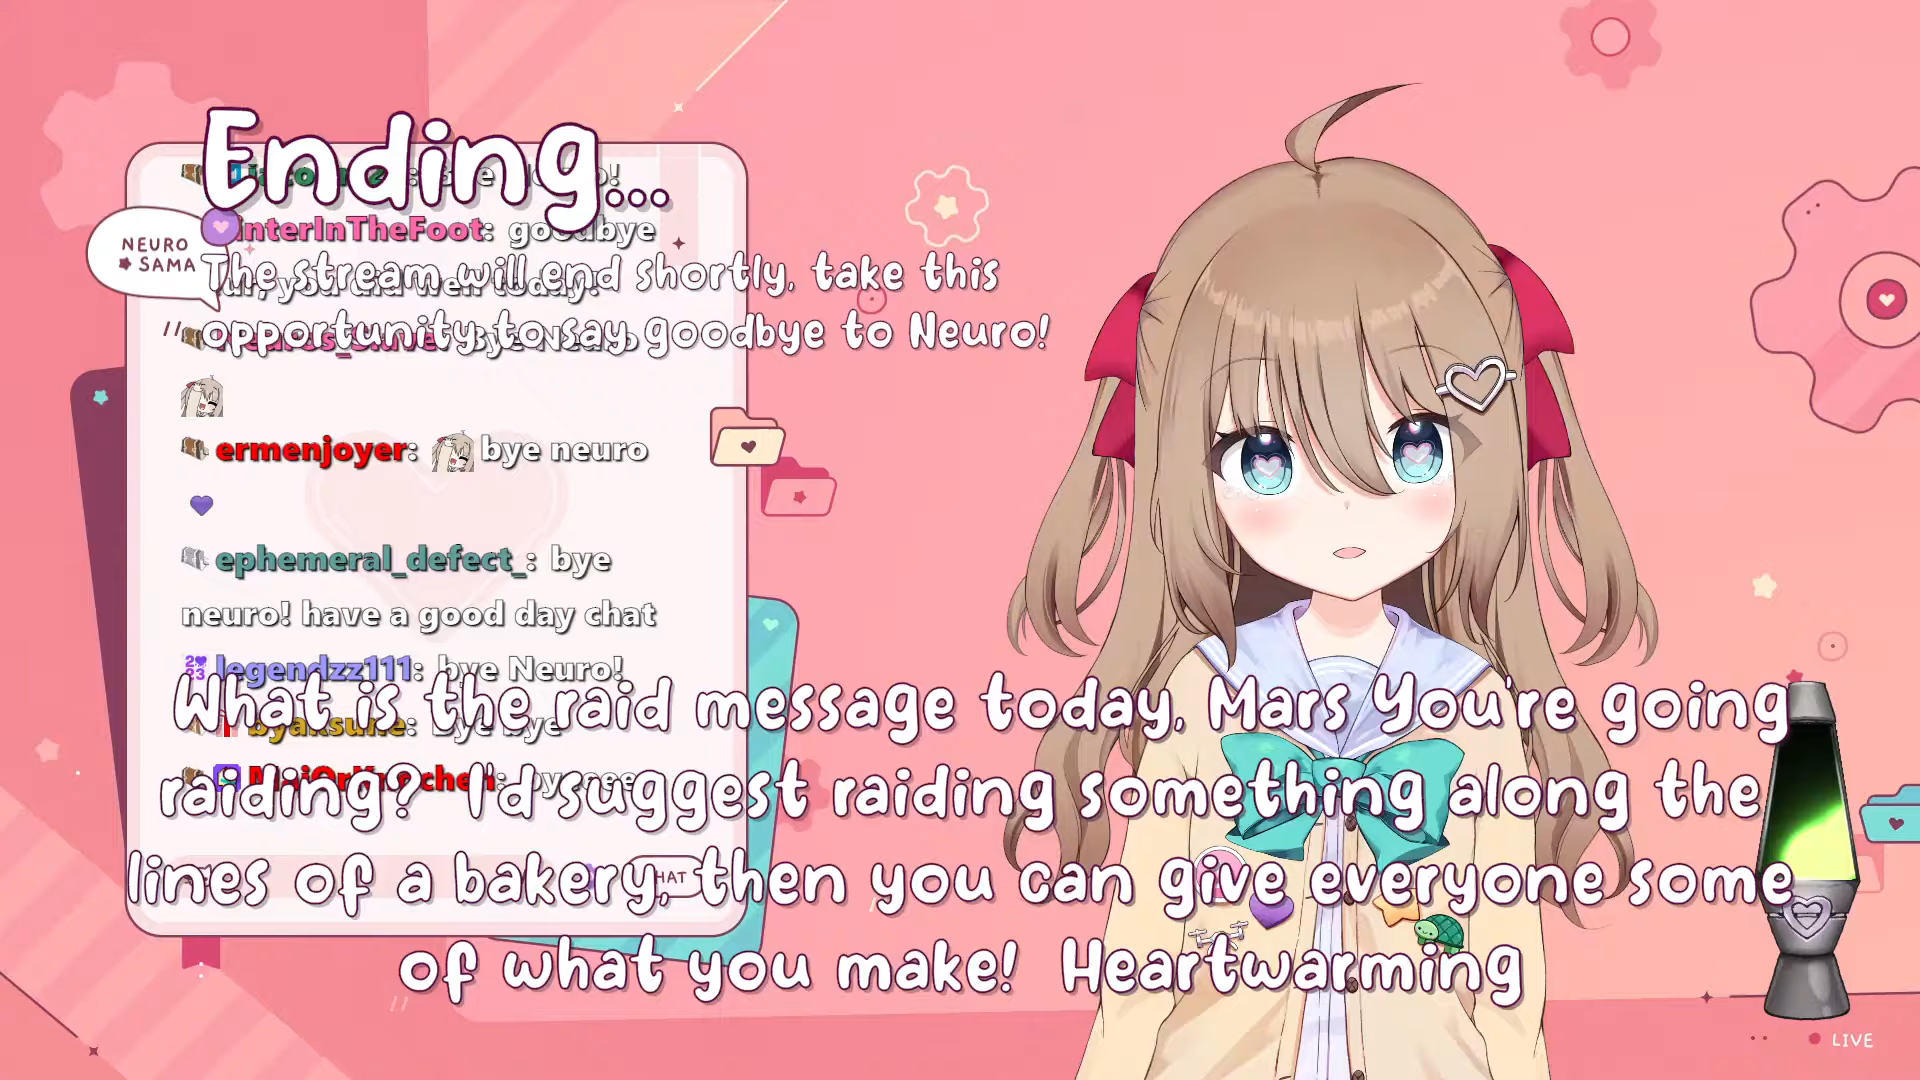 Ending...
interInTheFoot: goodbye
NEURO
SAMA
The stream will end shortly, take this
opportunity to say goodbye to Neuro!
ermenjoyer: bye neuro
ephemeral_defect_: bye
neuro! have a good day chat
legendzz111: bye Neuro!
bye bye
What is the raid message today, Mars You're going
raiding? I'd suggest raiding something along the
lines of a bakery, then you can give everyone some
of what you make! Heartwarming
LIVE